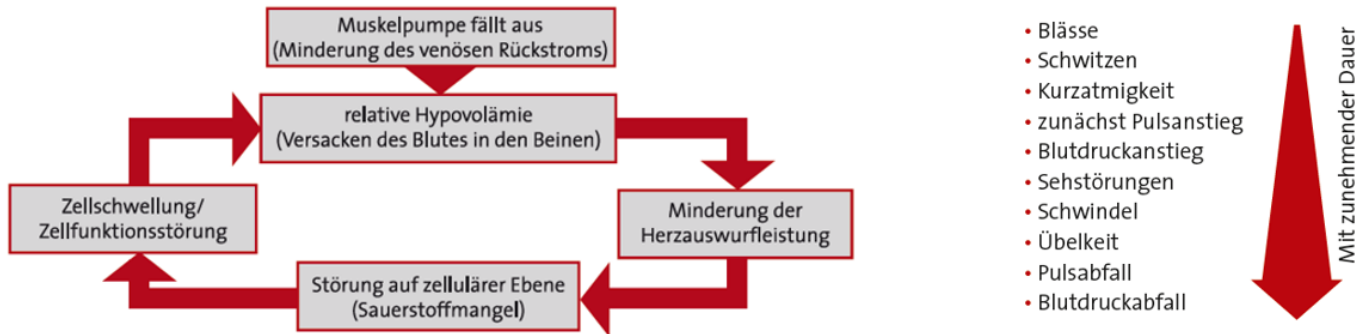 Muskelpumpe fällt aus
(Minderung des venösen Rückstroms)
relative Hypovolämie
(Versacken des Blutes in den Beinen)
Zellschwellung/
Zellfunktionsstörung
Minderung der
Herzauswurfleistung
Störung auf zellulärer Ebene
(Sauerstoffmangel)
• Blässe
• Schwitzen
• Kurzatmigkeit
• zunächst Pulsanstieg
• Blutdruckanstieg
• Sehstörungen
• Schwindel
• Übelkeit
• Pulsabfall
• Blutdruckabfall
Mit zunehmender Dauer